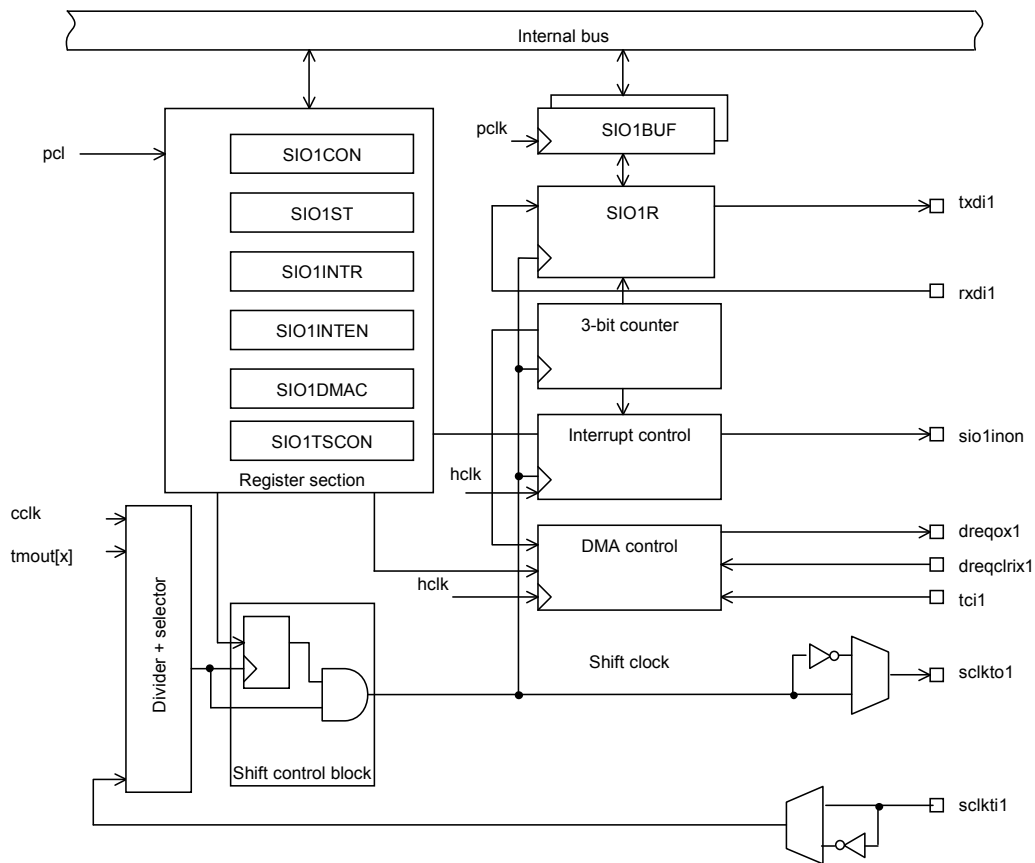 Internal bus
pclk
SIO1BUF
pcl
SIO1CON
SIO1ST
SIO1INTR
SIO1INTEN
SIO1DMAC
SIO1TSCON
Register section
SIO1R
txdi1
rxdi1
3-bit counter
Interrupt control
hclk
sio1inon
cclk
tmout[x]
DMA control
hclk
dreqox1
dreqclrix1
tci1
Divider + selector
Shift control block
Shift clock
sclkto1
sclkti1